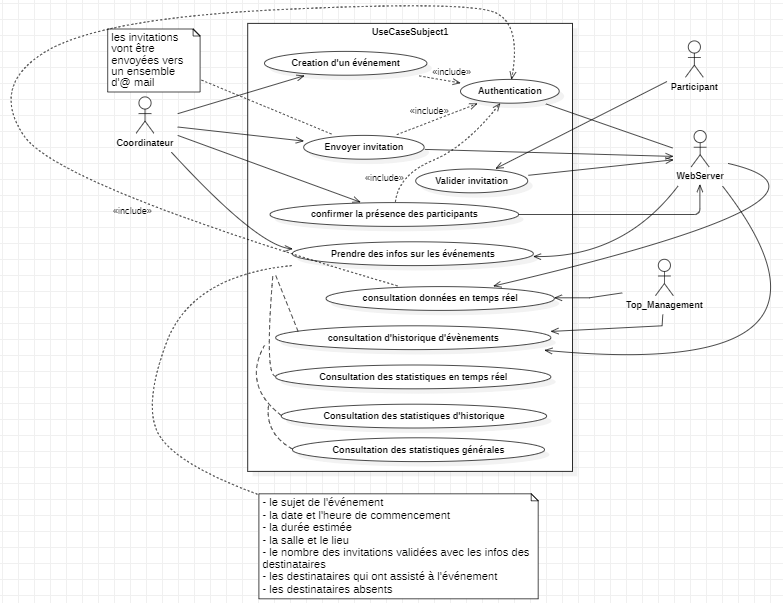 UseCaseSubject1
les invitations
vont être
envoyées vers
un ensemble
d'@ mail
Creation d'un événement
«include»
Authentication
Participant
«include»
Coordinateur
Envoyer invitation
WebServer
«include»
Valider invitation
«include»
confirmer la présence des participants
Prendre des infos sur les événements
consultation données en temps réel
Top_Management
consultation d'historique d'évènements
Consultation des statistiques en temps réel
Consultation des statistiques d'historique
Consultation des statistiques générales
- le sujet de l'événement
- la date et l'heure de commencement
- la durée estimée
- la salle et le lieu
- le nombre des invitations validées avec les infos des
destinataires
- les destinataires qui ont assisté à l'événement
- les destinataires absents